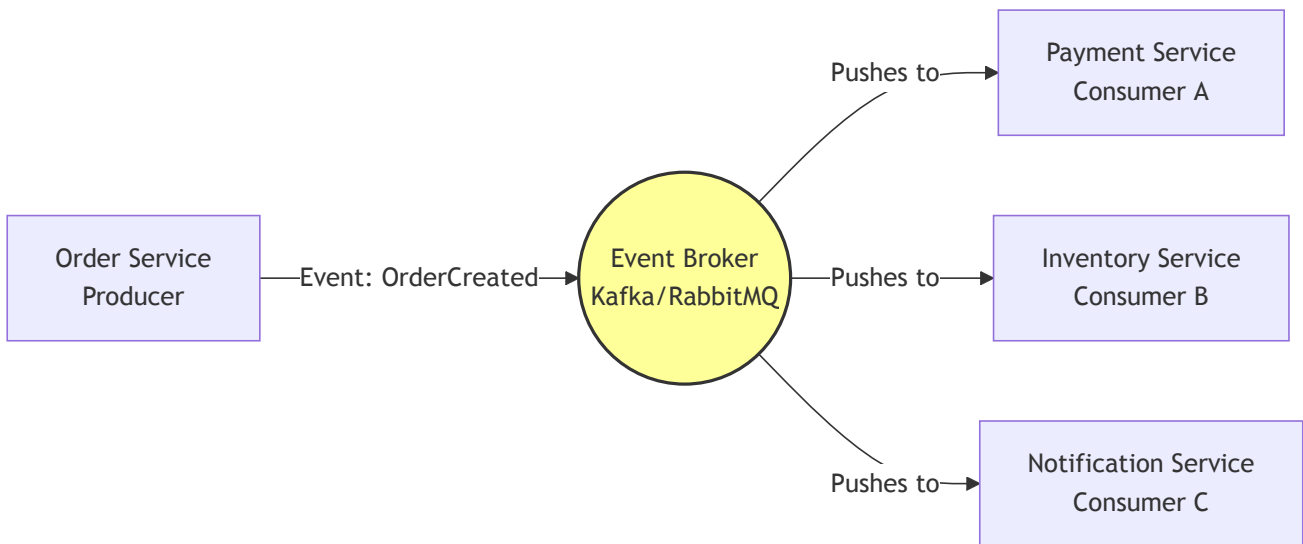 Order Service
Producer
Event: OrderCreated
Event Broker
Kafka/RabbitMQ
Pushes to
Payment Service
Consumer A
Pushes to
Inventory Service
Consumer B
Pushes to
Notification Service
Consumer C